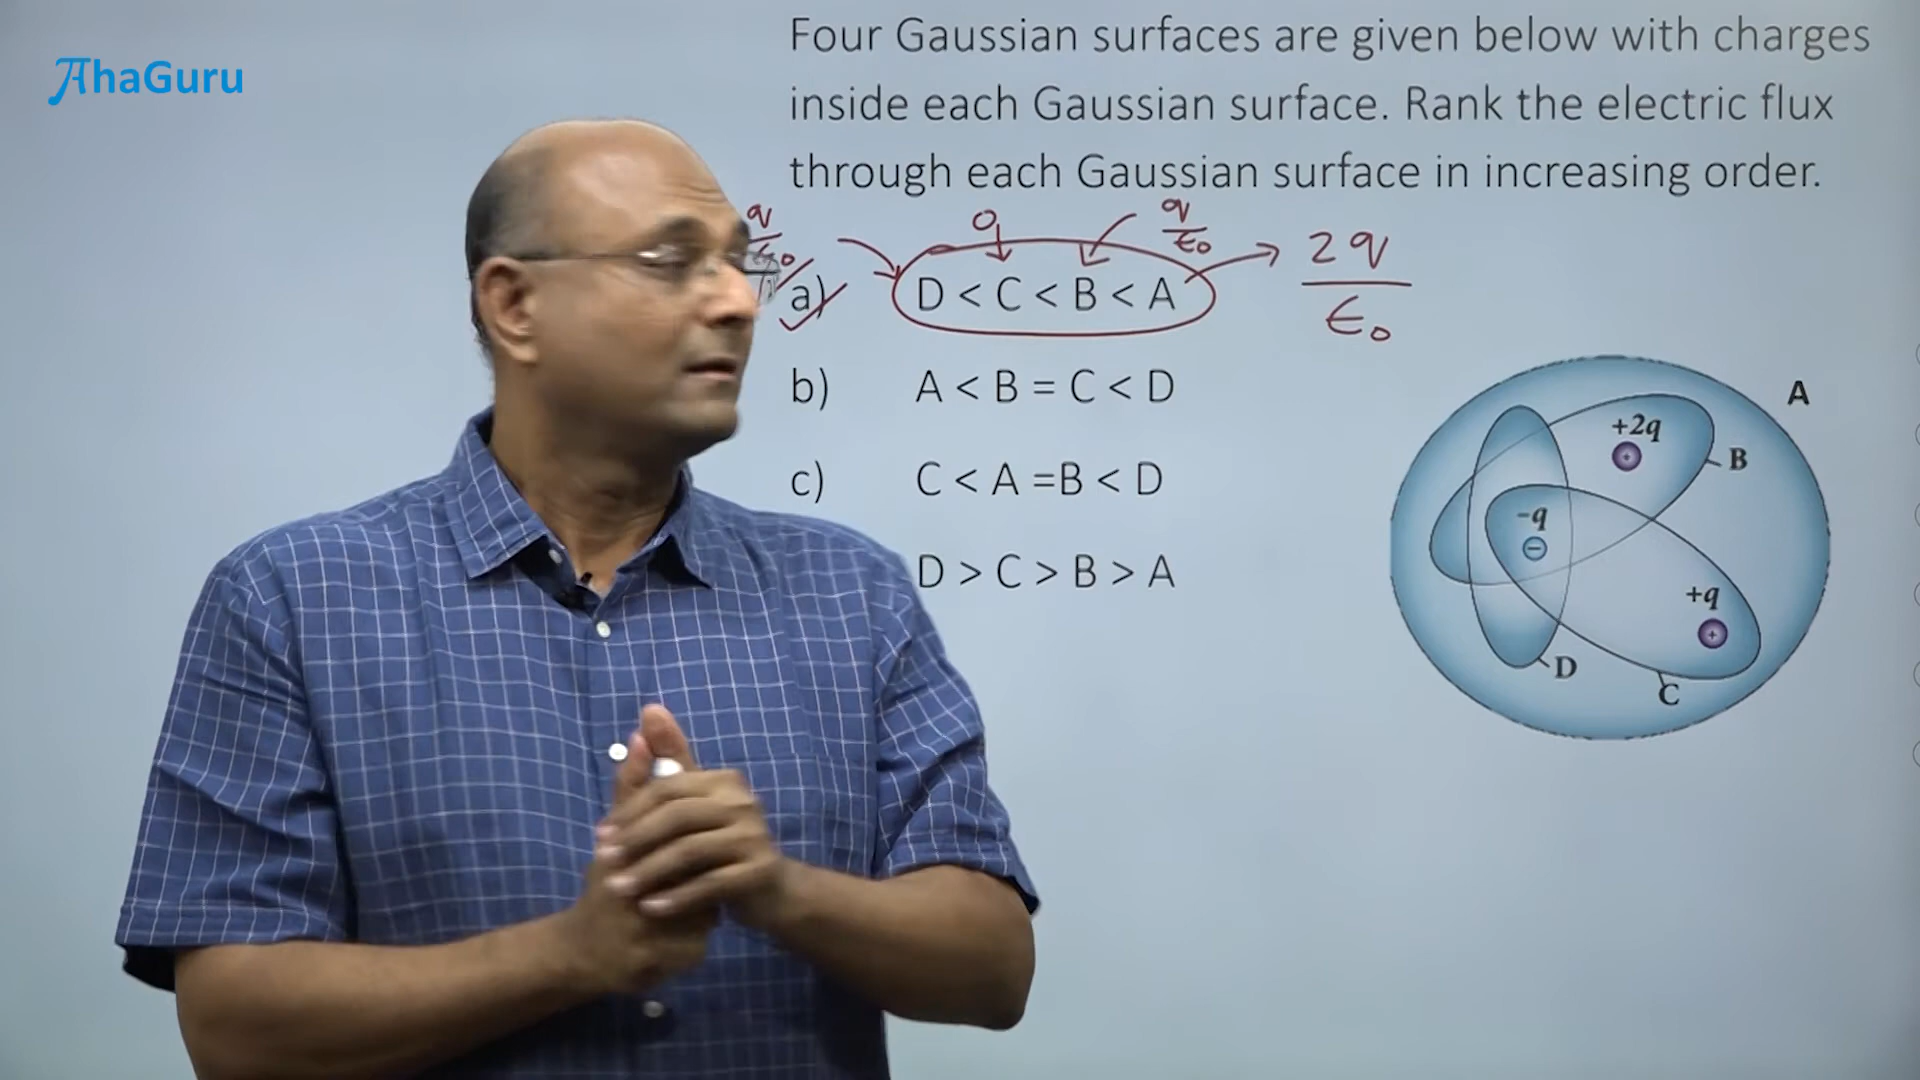 AhaGuru
Four Gaussian surfaces are given below with charges
inside each Gaussian surface. Rank the electric flux
through each Gaussian surface in increasing order.
q
ϵ0
0
q
ϵ0
2q
ϵ0
a) D < C < B < A
b) A < B = C < D
c) C < A =B < D
D > C > B > A
A
+2q
+
B
-q
−
+q
+
D
C